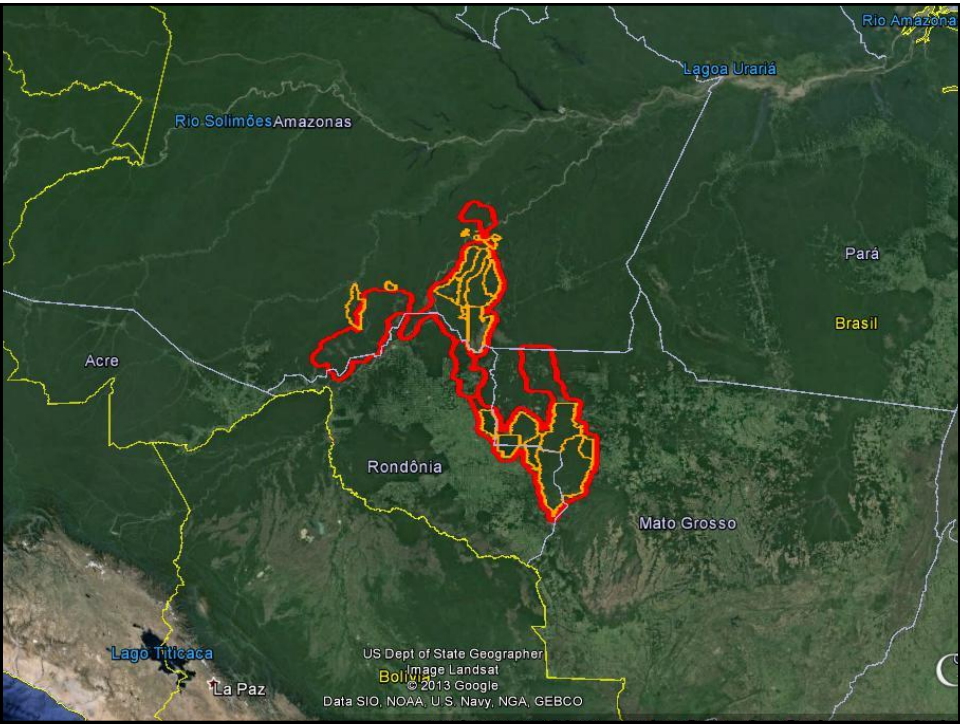 Rio Amazona
Lagoa Urariá
Rio Solimões Amazonas
Pará
Brasil
Acre
Rondônia
Mato Grosso
Lago Titicaca
La Paz
Bolivia
US Dept of State Geographer
Image Landsat
© 2013 Google
Data SIO, NOAA, U.S. Navy, NGA, GEBCO